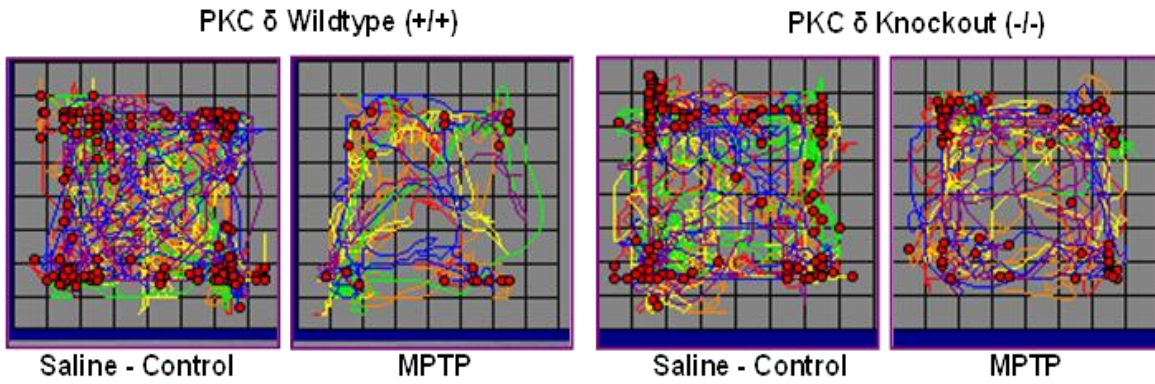 PKC δ Wildtype (+/+)
PKC δ Knockout (-/-)
Saline - Control
MPTP
Saline - Control
MPTP